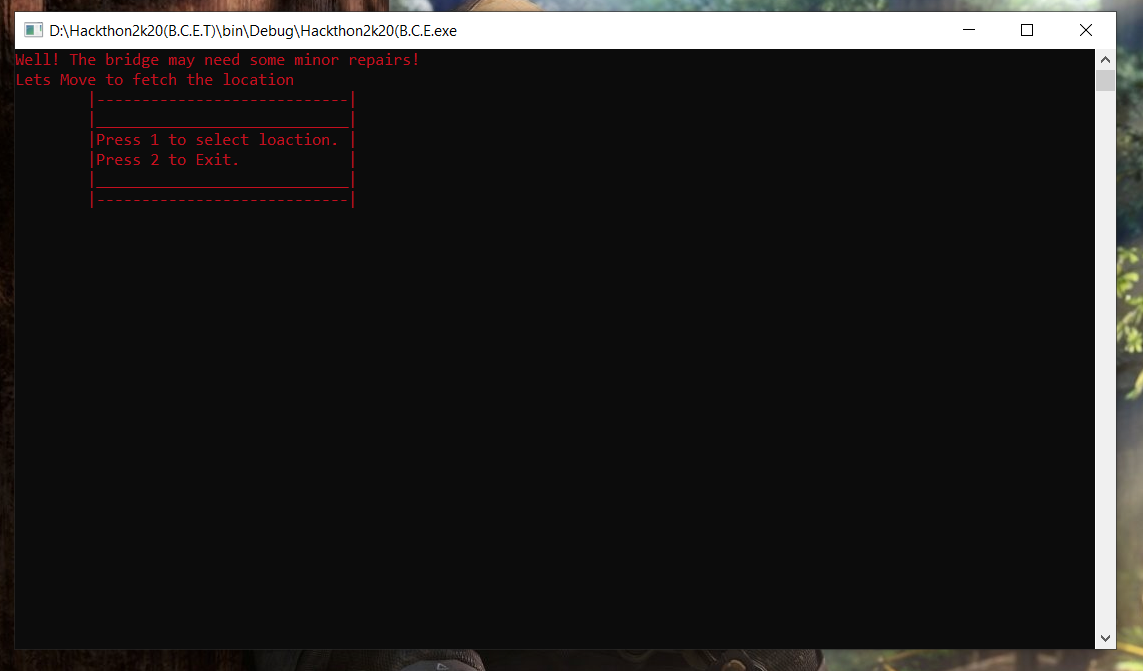 D:\Hackthon2k20(B.C.E.T)\bin\Debug\Hackthon2k20(B.C.E.exe
Well! The bridge may need some minor repairs!
Lets Move to fetch the location
|----------------------------|
|____________________________|
|Press 1 to select loaction. |
|Press 2 to Exit.            |
|____________________________|
|----------------------------|